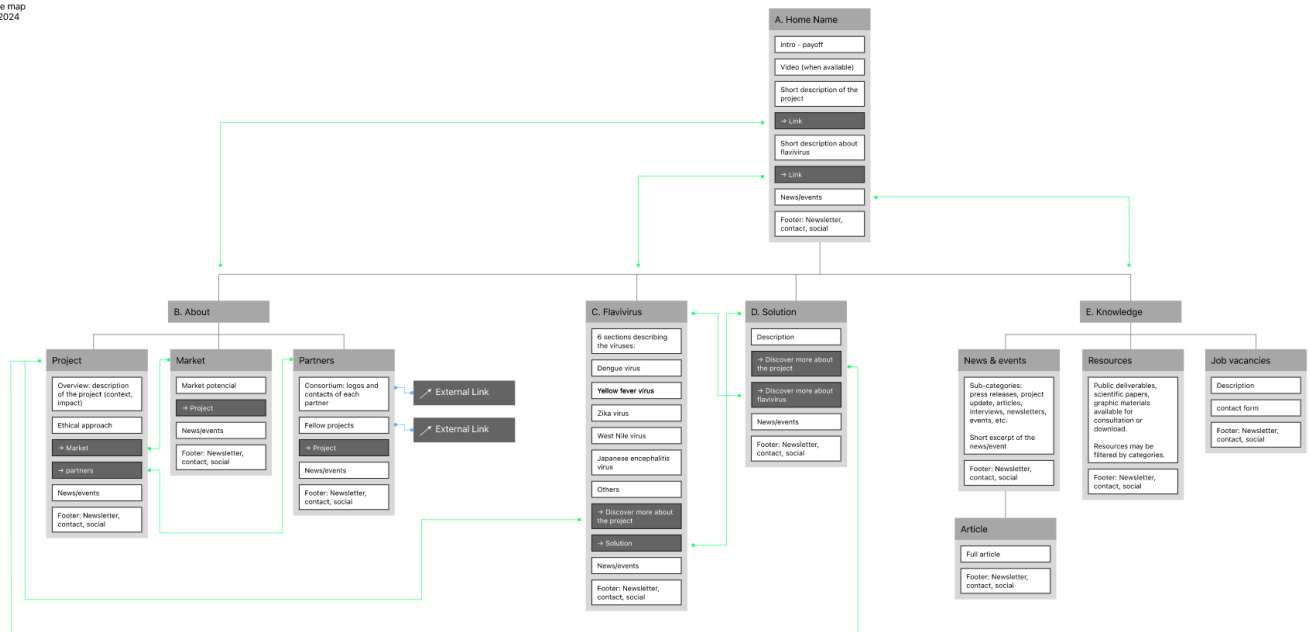 e map
2024
A. Home Name
Intro - payoff
Video (when available)
Short description of the
project
→ Link
Short description about
flavivirus
→ Link
News/events
Footer: Newsletter,
contact, social
B. About
Project
Overview: description
of the project (context,
impact)
Ethical approach
→ Market
→ partners
News/events
Footer: Newsletter,
contact, social
Market
Market potencial
→ Project
News/events
Footer: Newsletter,
contact, social
Partners
Consortium: logos and
contacts of each
partner
Fellow projects
→ Project
News/events
Footer: Newsletter,
contact, social
External Link
External Link
C. Flavivirus
6 sections describing
the viruses:
Dengue virus
Yellow fever virus
Zika virus
West Nile virus
Japanese encephalitis
virus
Others
→ Discover more about
the project
→ Solution
News/events
Footer: Newsletter,
contact, social
D. Solution
Description
→ Discover more about
the project
→ Discover more about
flavivirus
News/events
Footer: Newsletter,
contact, social
E. Knowledge
News & events
Sub-categories:
press releases, project
update, articles,
interviews, newsletters,
events, etc.
Short excerpt of the
news/event
Footer: Newsletter,
contact, social
Article
Full article
Footer: Newsletter,
contact, social
Resources
Public deliverables,
scientific papers,
graphic materials
available for
consultation or
download.
Resources may be
filtered by categories.
Footer: Newsletter,
contact, social
Job vacancies
Description
contact form
Footer: Newsletter,
contact, social